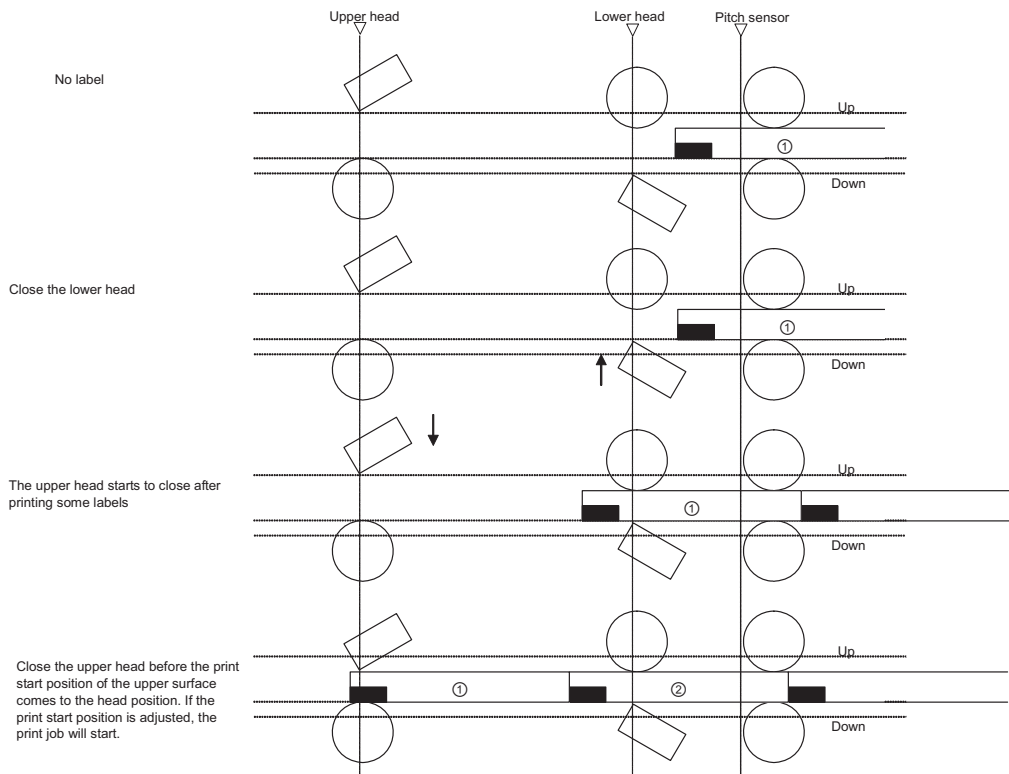 Upper head
Lower head
Pitch sensor
No label
Up
①
Down
Close the lower head
Up
①
Down
The upper head starts to close after
printing some labels
Up
①
Down
Close the upper head before the print
start position of the upper surface
comes to the head position. If the
print start position is adjusted, the
print job will start.
Up
①
②
Down